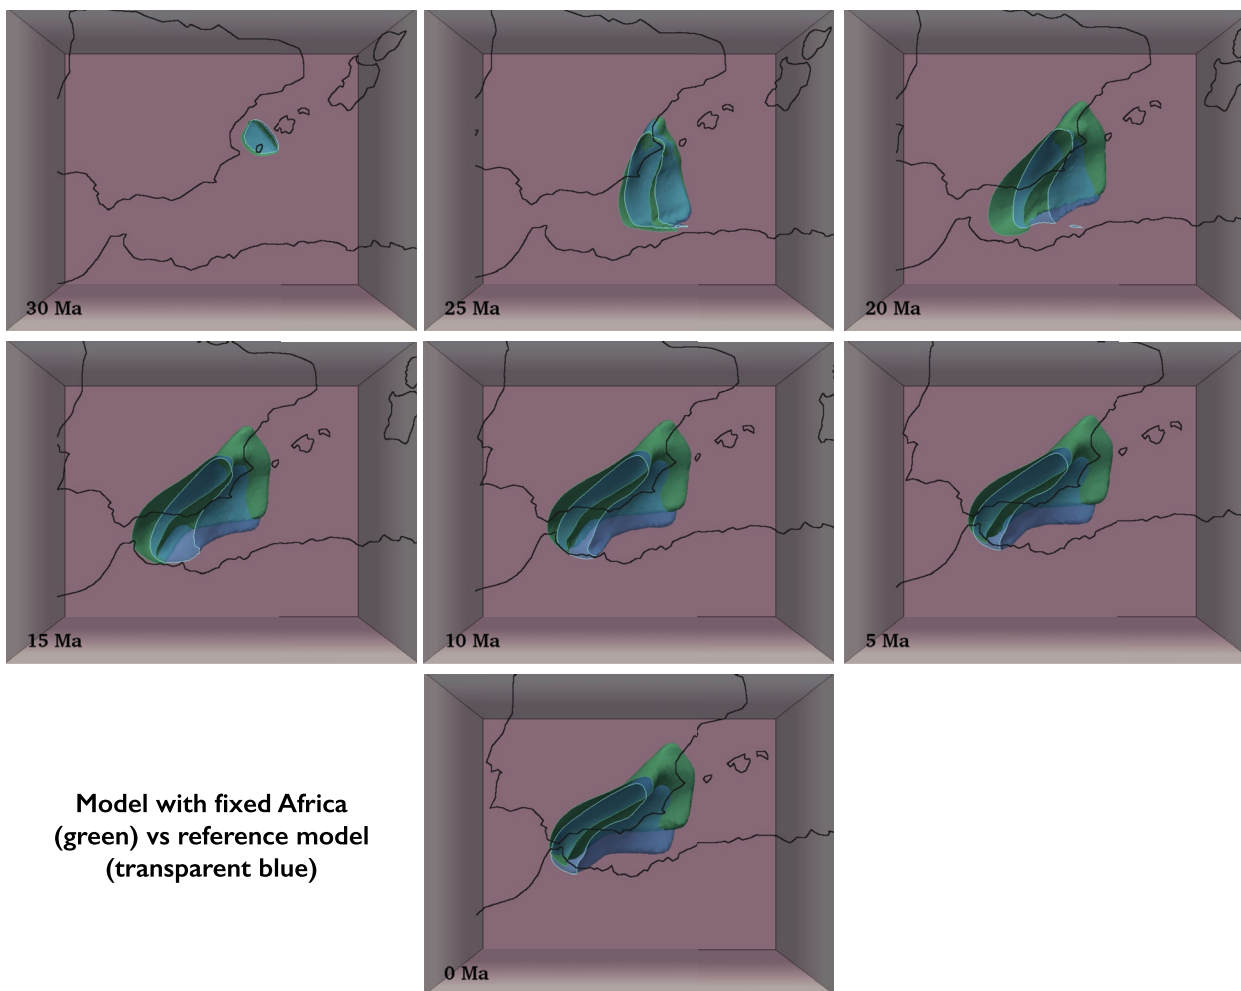 30 Ma
25 Ma
20 Ma
15 Ma
10 Ma
5 Ma
Model with fixed Africa
(green) vs reference model
(transparent blue)
0 Ma